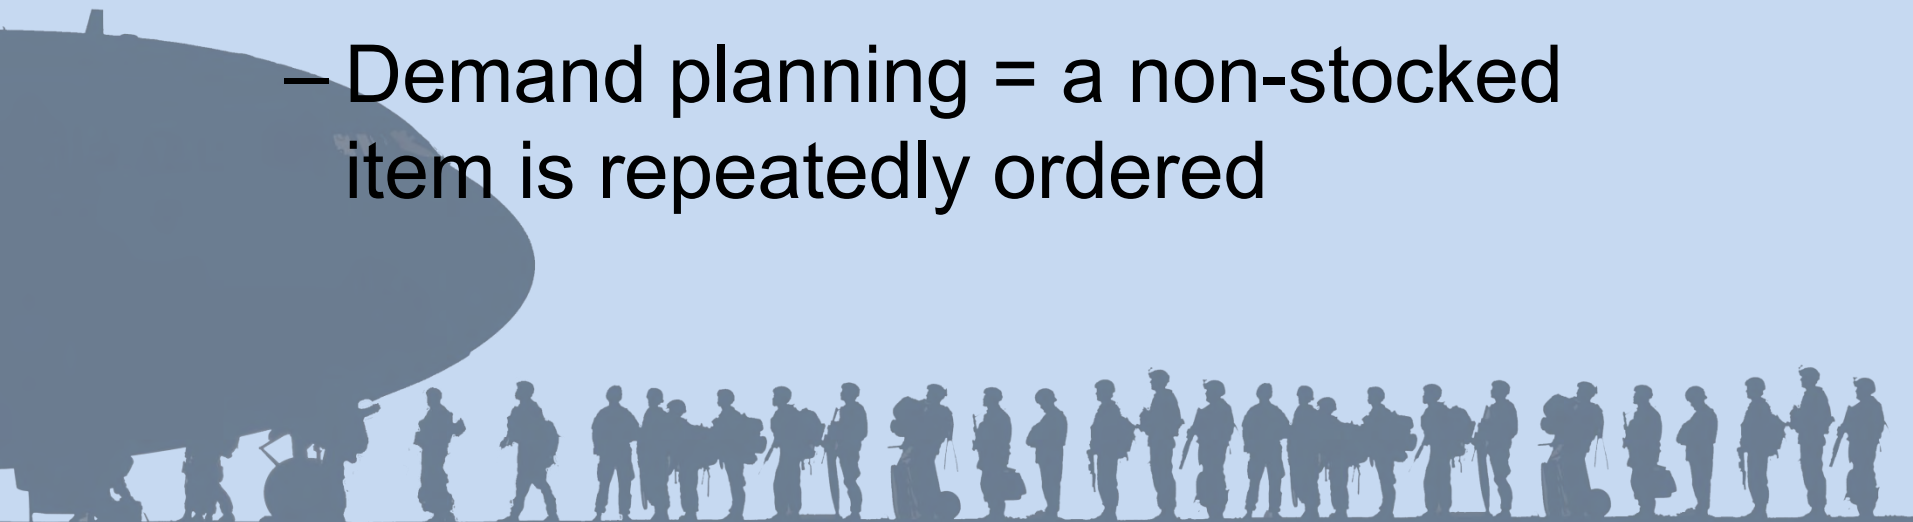 – Demand planning = a non-stocked
item is repeatedly ordered